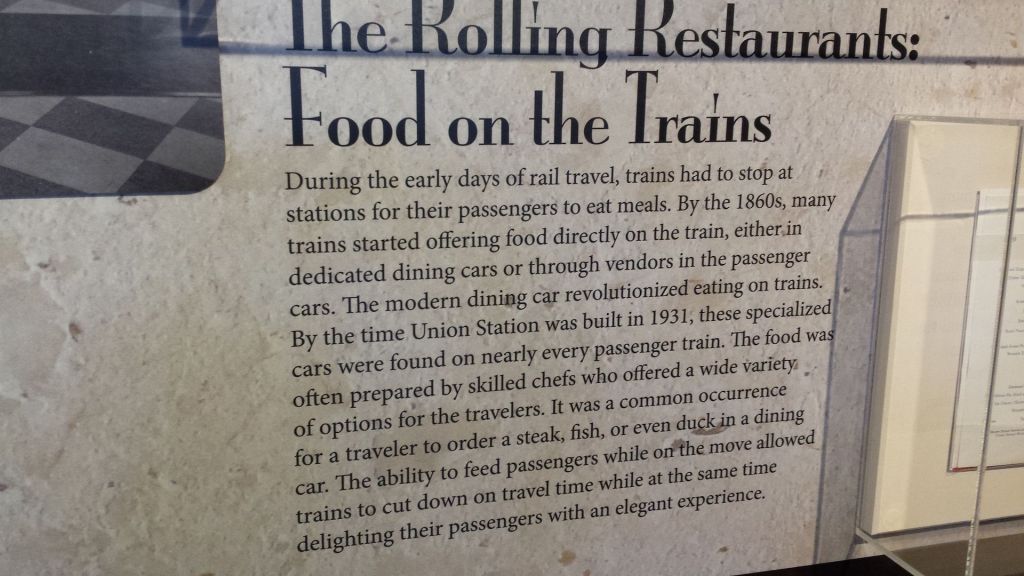 The Rolling Restaurants:
Food on the Trains
During the early days of rail travel, trains had to stop at
stations for their passengers to eat meals. By the 1860s, many
trains started offering food directly on the train, either in
dedicated dining cars or through vendors in the passenger
cars. The modern dining car revolutionized eating on trains.
By the time Union Station was built in 1931, these specialized
cars were found on nearly every passenger train. The food was
often prepared by skilled chefs who offered a wide variety
of options for the travelers. It was a common occurrence
for a traveler to order a steak, fish, or even duck in a dining
car. The ability to feed passengers while on the move allowed
trains to cut down on travel time while at the same time
delighting their passengers with an elegant experience.